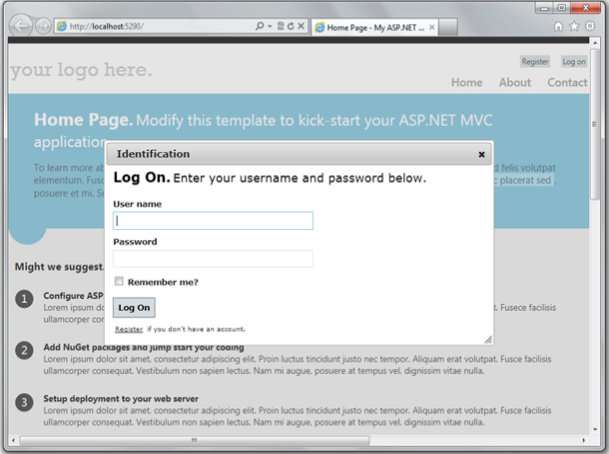 http://localhost:5290/
Home Page - My ASP.NET ...
your logo here.
Register Log on
Home About Contact
Home Page. Modify this template to kick-start your ASP.NET MVC
application.
To learn more ab
d felis volutpat
elementum. Fusc
c placerat sed ,
posuere et mi. Su
Identification
Log On. Enter your username and password below.
User name
Password
Remember me?
Log On
Register if you don't have an account.
Might we suggest.
1 Configure ASP
Lorem ipsum do
t. Fusece facilisis
ullamcorper con
2 Add NuGet packages and jump start your coding
Lorem ipsum dolor sit amet, consectetur adipiscing elit. Proin luctus tincidunt justo nec tempor. Aliquam erat volutpat. Fusce facilisis
ullamcorper consequat. Vestibulum non sapien lectus. Nam mi augue, posuere at tempus vel, dignissim vitae nulla.
3 Setup deployment to your web server
Lorem ipsum dolor sit amet, consectetur adipiscing elit. Proin luctus tincidunt justo nec tempor. Aliquam erat volutpat. Fusce facilisis
ullamcorper consequat. Vestibulum non sapien lectus. Nam mi augue, posuere at tempus vel, dignissim vitae nulla.